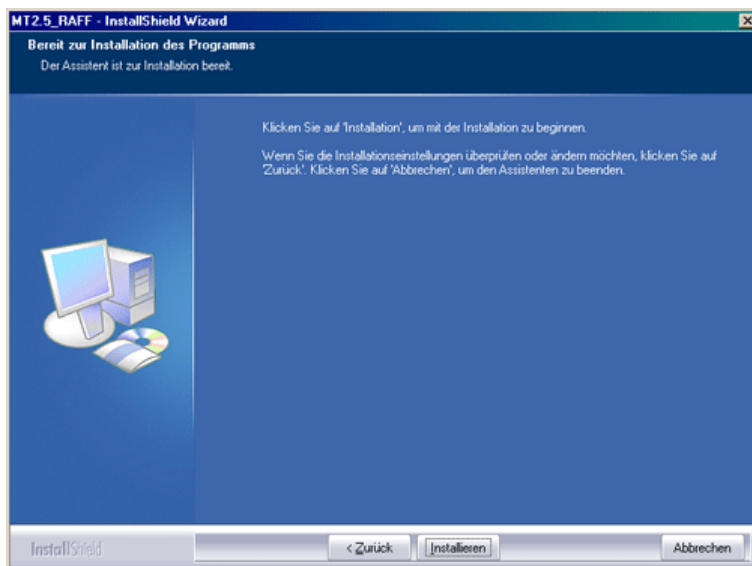 MT2.5_RAFF - InstallShield Wizard
Bereit zur Installation des Programms
Der Assistent ist zur Installation bereit.
Klicken Sie auf 'Installation', um mit der Installation zu beginnen.
Wenn Sie die Installationseinstellungen überprüfen oder ändern möchten, klicken Sie auf
'Zurück'. Klicken Sie auf 'Abbrechen', um den Assistenten zu beenden.
InstallShield
< Zurück
Installieren
Abbrechen